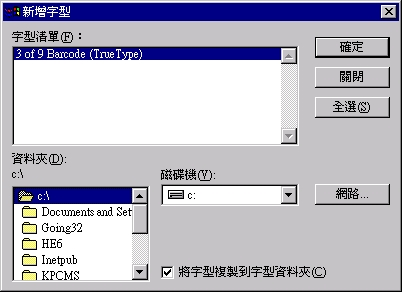 新增字型
字型清單(F):
3 of 9 Barcode (TrueType)
確定
關閉
全選(S)
資料夾(D):
c:\
c:\
Documents and Set
Going32
HE6
Inetpub
KPCMS
磁碟機(V):
c:
網路...
將字型複製到字型資料夾(C)